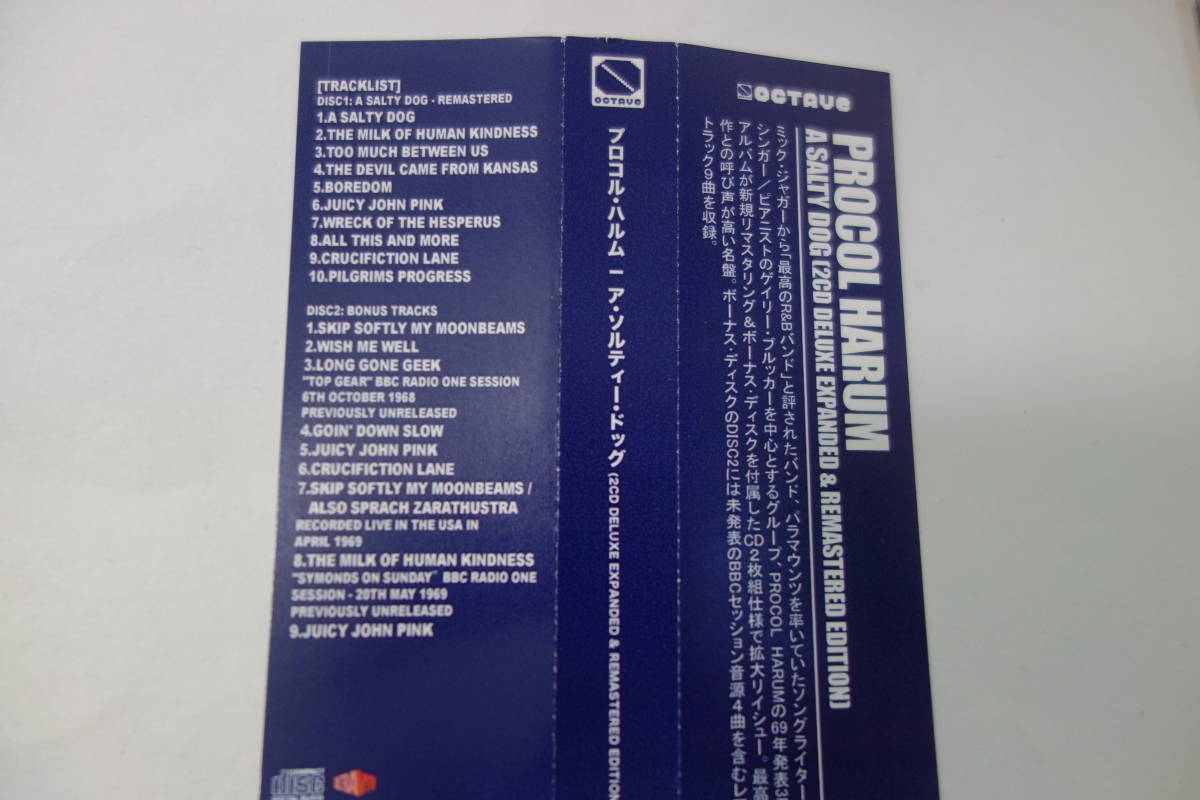 [TRACKLIST]
DISC1: A SALTY DOG - REMASTERED
1.A SALTY DOG
2.THE MILK OF HUMAN KINDNESS
3.TOO MUCH BETWEEN US
4.THE DEVIL CAME FROM KANSAS
5.BOREDOM
6.JUICY JOHN PINK
7.WRECK OF THE HESPERUS
8.ALL THIS AND MORE
9.CRUCIFICTION LANE
10.PILGRIMS PROGRESS
DISC2: BONUS TRACKS
1.SKIP SOFTLY MY MOONBEAMS
2.WISH ME WELL
3.LONG GONE GEEK
"TOP GEAR" BBC RADIO ONE SESSION
6TH OCTOBER 1968
PREVIOUSLY UNRELEASED
4.GOIN' DOWN SLOW
5.JUICY JOHN PINK
6.CRUCIFICTION LANE
7.SKIP SOFTLY MY MOONBEAMS /
ALSO SPRACH ZARATHUSTRA
RECORDED LIVE IN THE USA IN
APRIL 1969
8.THE MILK OF HUMAN KINDNESS
"SYMONDS ON SUNDAY" BBC RADIO ONE
SESSION - 20TH MAY 1969
PREVIOUSLY UNRELEASED
9.JUICY JOHN PINK
disc
OCTAVE
プロコル・ハルム ー ア・ソルティー・ドッグ (2CD DELUXE EXPANDED & REMASTERED EDITION
OCTAVE
PROCOL HARUM
A SALTY DOG (2CD DELUXE EXPANDED & REMASTERED EDITION)
ミック・ジャガーから「最高のR&Bバンド」と評されたバンド、パラマウンツを率いていたソングライター
シンガー/ピアニストのゲイリー・ブルッカーを中心とするグループ、PROCOL HARUMの69年発表3
アルバムが新規リマスタリング&ボーナス・ディスクを付属したCD2枚組仕様で拡大リイシュー。最高
作との呼び声が高い名盤。ボーナス・ディスクのDISC2には未発表のBBCセッション音源4曲を含むレ
トラック9曲を収録。